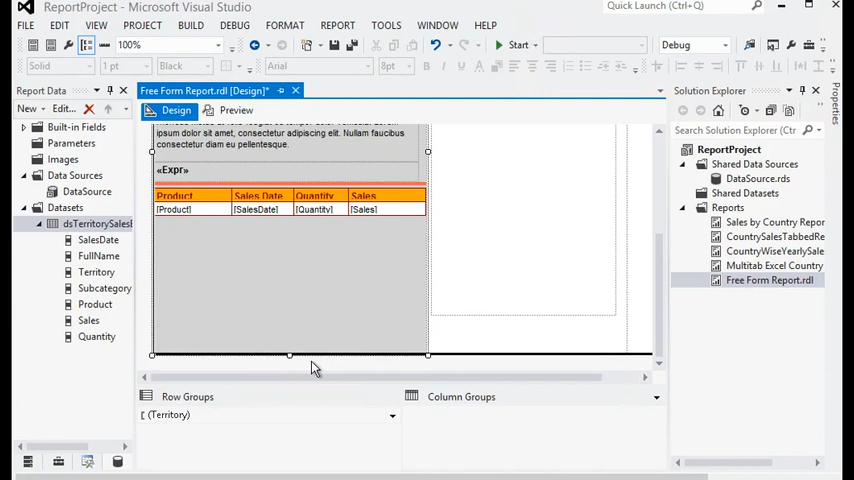 ReportProject - Microsoft Visual Studio
Quick Launch (Ctrl+Q)
FILE EDIT VIEW PROJECT BUILD DEBUG FORMAT REPORT TOOLS WINDOW HELP
100% Start Debug
Solid 1 pt Black Arial 8pt B I U
Report Data
Free Form Report.rdl [Design]*
Solution Explorer
Properties
New Edit...
Design Preview
Built-in Fields
Parameters
Images
Data Sources
DataSource
Datasets
dsTerritorySalesE
SalesDate
FullName
Territory
Subcategory
Product
Sales
Quantity
ipsum dolor sit amet, consectetur adipiscing elit. Nullam faucibus
consectetur diam eu pellentesque.
«Expr»
Product Sales Date Quantity Sales
[Product] [SalesDate] [Quantity] [Sales]
Row Groups
Column Groups
(Territory)
Search Solution Explorer (Ctrl
ReportProject
Shared Data Sources
DataSource.rds
Shared Datasets
Reports
Sales by Country Repor
CountrySalesTabbedRe
CountryWiseYearlySale
Multitab Excel Country
Free Form Report.rdl